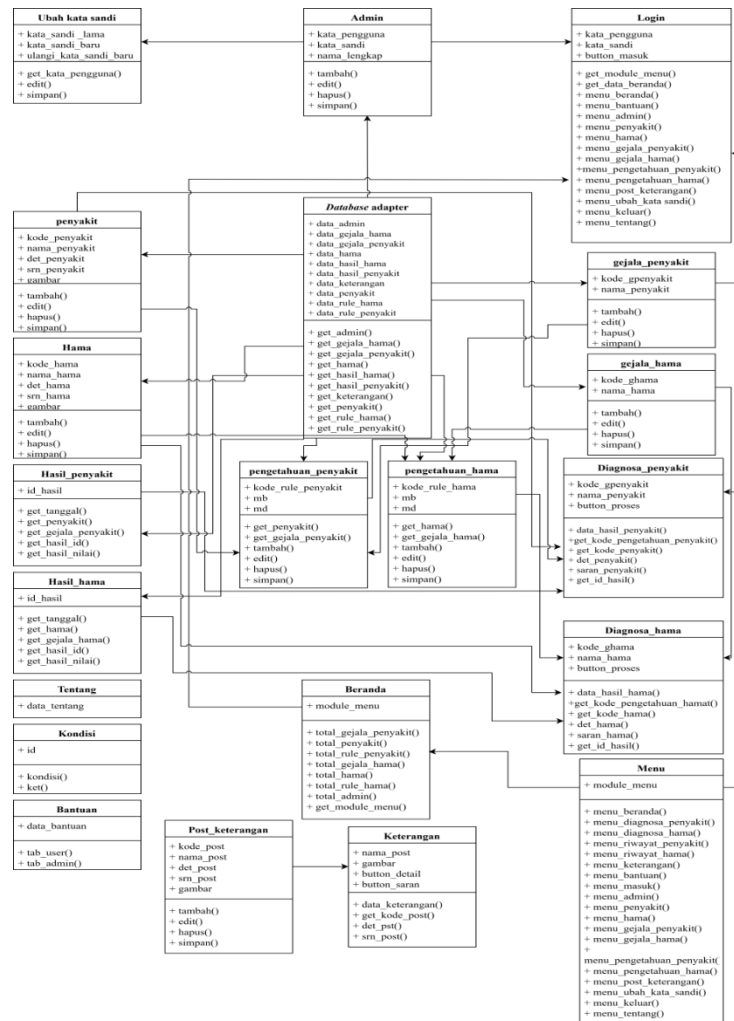 Ubah kata sandi
+ kata_sandi _lama
+ kata_sandi_baru
+ ulangi_kata_sandi_baru
+ get_kata_pengguna()
+ edit()
+ simpan()
Admin
+ kata_pengguna
+ kata_sandi
+ nama_lengkap
+ tambah()
+ edit()
+ hapus()
+ simpan()
Login
+ kata_pengguna
+ kata_sandi
+ button_masuk
+ get_module_menu()
+ get_data_beranda()
+ menu_beranda()
+ menu_bantuan()
+ menu_admin()
+ menu_penyakit()
+ menu_hama()
+ menu_gejala_penyakit()
+ menu_gejala_hama()
+menu_pengetahuan_penyakit()
+ menu_pengetahuan_hama()
+ menu_post_keterangan()
+ menu_ubah_kata sandi()
+ menu_keluar()
+ menu_tentang()
penyakit
+ kode_penyakit
+ nama_penyakit
+ det_penyakit
+ srn_penyakit
+ gambar
+ tambah()
+ edit()
+ hapus()
+ simpan()
Database adapter
+ data_admin
+ data_gejala_hama
+ data_gejala_penyakit
+ data_hama
+ data_hasil_hama
+ data_hasil_penyakit
+ data_keterangan
+ data_penyakit
+ data_rule_hama
+ data_rule_penyakit
+ get_admin()
+ get_gejala_hama()
+ get_gejala_penyakit()
+ get_hama()
+ get_hasil_hama()
+ get_hasil_penyakit()
+ get_keterangan()
+ get_penyakit()
+ get_rule_hama()
+ get_rule_penyakit()
gejala_penyakit
+ kode_gpenyakit
+ nama_penyakit
+ tambah()
+ edit()
+ hapus()
+ simpan()
Hama
+ kode_hama
+ nama_hama
+ det_hama
+ srn_hama
+ gambar
+ tambah()
+ edit()
+ hapus()
+ simpan()
gejala_hama
+ kode_ghama
+ nama_hama
+ tambah()
+ edit()
+ hapus()
+ simpan()
Hasil_penyakit
+ id_hasil
+ get_tanggal()
+ get_penyakit()
+ get_gejala_penyakit()
+ get_hasil_id()
+ get_hasil_nilai()
pengetahuan_penyakit
+ kode_rule_penyakit
+ mb
+ md
+ get_penyakit()
+ get_gejala_penyakit()
+ tambah()
+ edit()
+ hapus()
+ simpan()
pengetahuan_hama
+ kode_rule_hama
+ mb
+ md
+ get_hama()
+ get_gejala_hama()
+ tambah()
+ edit()
+ hapus()
+ simpan()
Diagnosa_penyakit
+ kode_gpenyakit
+ nama_penyakit
+ button_proses
+ data_hasil_penyakit()
+get_kode_pengetahuan_penyakit()
+ get_kode_penyakit()
+ det_penyakit()
+ saran_penyakit()
+ get_id_hasil()
Hasil_hama
+ id_hasil
+ get_tanggal()
+ get_hama()
+ get_gejala_hama()
+ get_hasil_id()
+ get_hasil_nilai()
Diagnosa_hama
+ kode_ghama
+ nama_hama
+ button_proses
+ data_hasil_hama()
+get_kode_pengetahuan_hamat()
+ get_kode_hama()
+ det_hama()
+ saran_hama()
+ get_id_hasil()
Tentang
+ data_tentang
Kondisi
+ id
+ kondisi()
+ ket()
Bantuan
+ data_bantuan
+ tab_user()
+ tab_admin()
Beranda
+ module_menu
+ total_gejala_penyakit()
+ total_penyakit()
+ total_rule_penyakit()
+ total_gejala_hama()
+ total_hama()
+ total_rule_hama()
+ total_admin()
+ get_module_menu()
Post_keterangan
+ kode_post
+ nama_post
+ det_post
+ srn_post
+ gambar
+ tambah()
+ edit()
+ hapus()
+ simpan()
Keterangan
+ nama_post
+ gambar
+ button_detail
+ button_saran
+ data_keterangan()
+ get_kode_post()
+ det_pst()
+ srn_post()
Menu
+ module_menu
+ menu_beranda()
+ menu_diagnosa_penyakit()
+ menu_diagnosa_hama()
+ menu_riwayat_penyakit()
+ menu_riwayat_hama()
+ menu_keterangan()
+ menu_bantuan()
+ menu_masuk()
+ menu_admin()
+ menu_penyakit()
+ menu_hama()
+ menu_gejala_penyakit()
+ menu_gejala_hama()
+
menu_pengetahuan_penyakit(
+ menu_pengetahuan_hama()
+ menu_post_keterangan()
+ menu_ubah_kata_sandi()
+ menu_keluar()
+ menu_tentang()